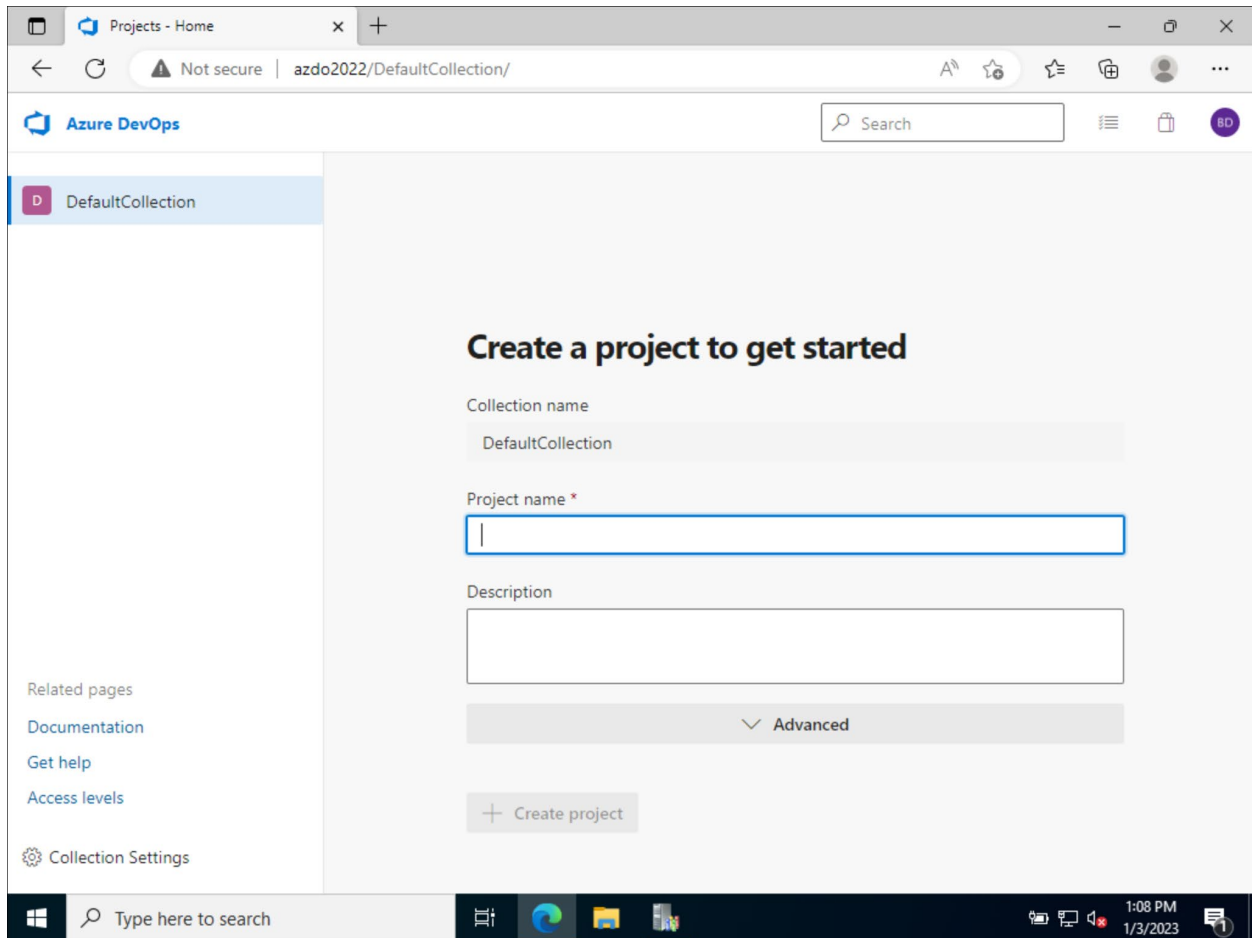 Projects - Home
Not secure | azdo2022/DefaultCollection/
Azure DevOps
Search
BD
D DefaultCollection
Create a project to get started
Collection name
DefaultCollection
Project name *
Description
Advanced
Create project
Related pages
Documentation
Get help
Access levels
Collection Settings
Type here to search
1:08 PM
1/3/2023
1